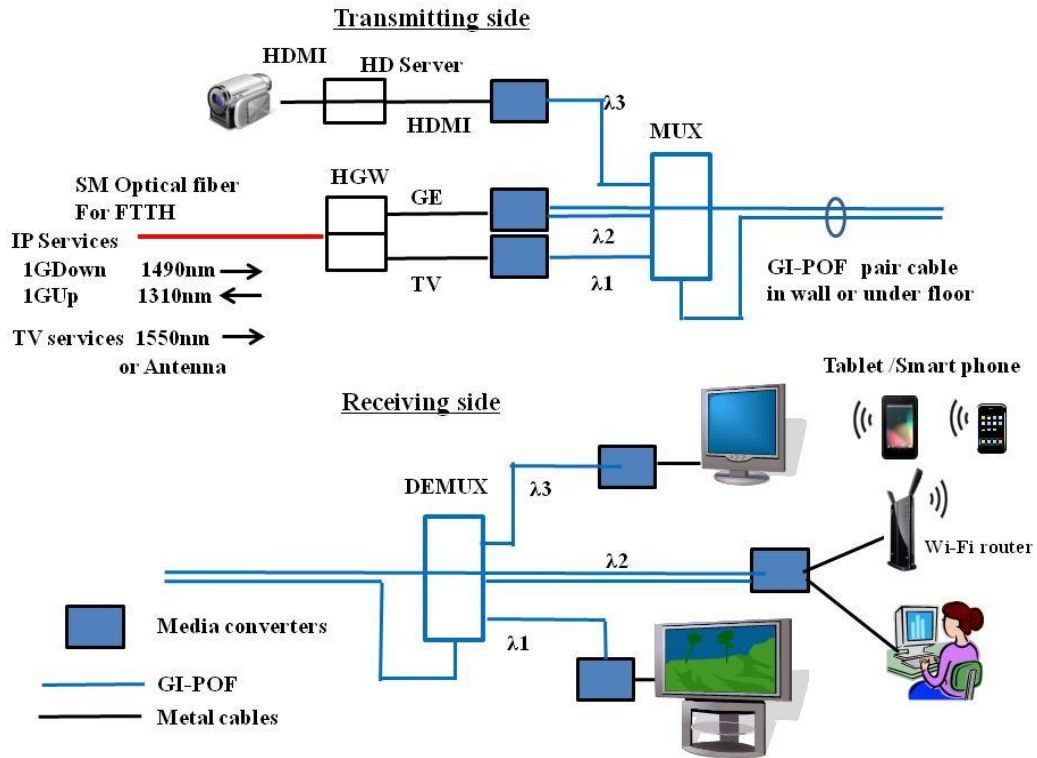 Transmitting side
HDMI
HD Server
HDMI
λ3
MUX
SM Optical fiber
For FTTH
HGW
GE
IP Services
1GDown 1490nm
1GUp 1310nm
λ2
λ1
TV
GI-POF pair cable
in wall or under floor
TV services 1550nm
or Antenna
Tablet /Smart phone
Receiving side
DEMUX
λ3
λ2
Wi-Fi router
λ1
Media converters
GI-POF
Metal cables